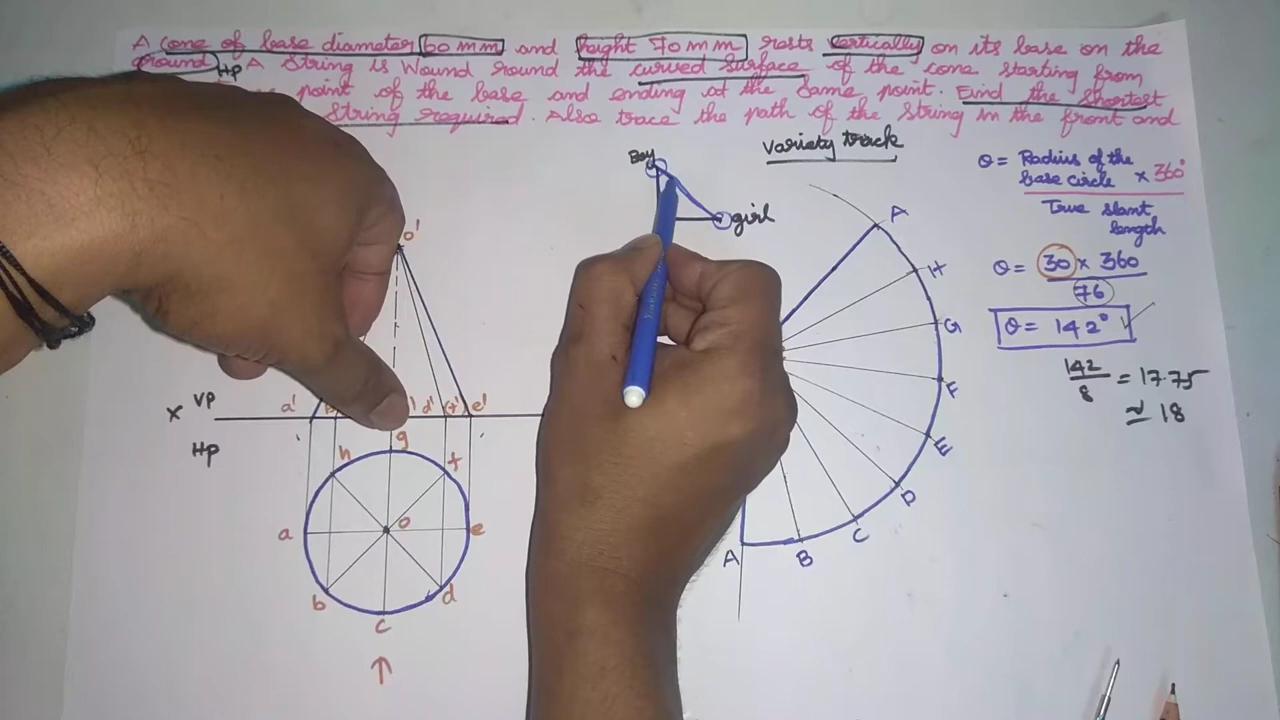 A cone of base diameter 60 mm and height 70 mm rests vertically on its base on the
ground HP. A String is Wound round the curved surface of the cone starting from
point of the base and ending at the same point. Find the shortest
String required. Also trace the path of the string in the front and
variety track
Boy
girl
θ = Radius of the
base circle × 360°
True slant
length
θ = 30 × 360
76
θ = 142°
142
8 = 17.75
≈ 18
o'
X VP
HP
a' d' (f') e'
g
h f
a o e
b d
c
A
H
G
F
E
D
C
B
A